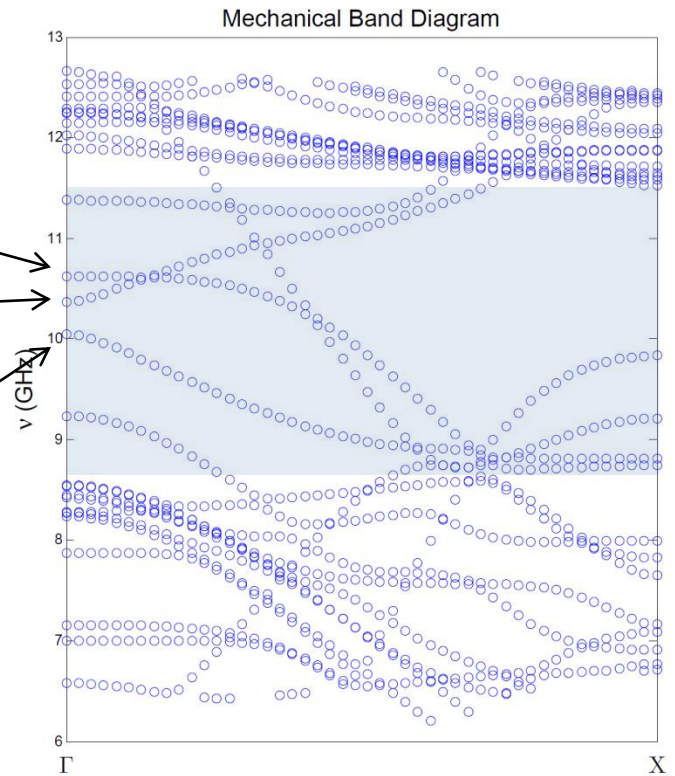 Mechanical Band Diagram
13
12
11
10
9
8
7
6
ν (GHz)
Γ
X